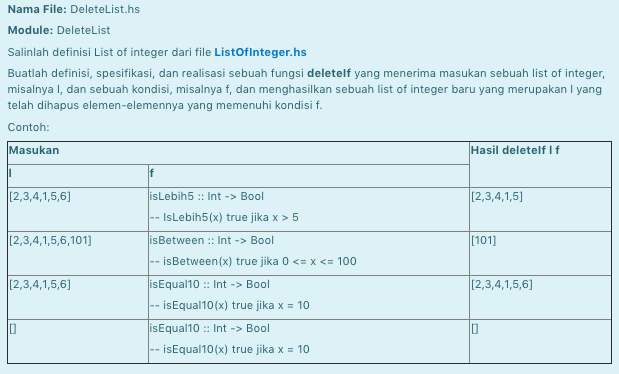 Nama File: DeleteList.hs
Module: DeleteList
Salinlah definisi List of integer dari file ListOfInteger.hs
Buatlah definisi, spesifikasi, dan realisasi sebuah fungsi deleteIf yang menerima masukan sebuah list of integer,
misalnya l, dan sebuah kondisi, misalnya f, dan menghasilkan sebuah list of integer baru yang merupakan l yang
telah dihapus elemen-elemennya yang memenuhi kondisi f.
Contoh:
Masukan Hasil deleteIf l f
l f
[2,3,4,1,5,6] isLebih5 :: Int -> Bool [2,3,4,1,5]
-- IsLebih5(x) true jika x > 5
[2,3,4,1,5,6,101] isBetween :: Int -> Bool [101]
-- isBetween(x) true jika 0 <= x <= 100
[2,3,4,1,5,6] isEqual10 :: Int -> Bool [2,3,4,1,5,6]
-- isEqual10(x) true jika x = 10
[] isEqual10 :: Int -> Bool []
-- isEqual10(x) true jika x = 10